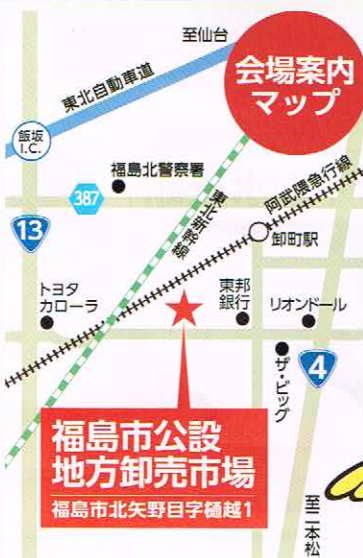 至仙台
会場案内
マップ
東北自動車道
飯坂
I.C.
福島北警察署
387
東北新幹線
阿武隈急行線
13
卸町駅
トヨタ
カローラ
東邦
銀行
リオンドール
ザ・ビッグ
4
福島市公設
地方卸売市場
福島市北矢野目字樋越1
至二本松